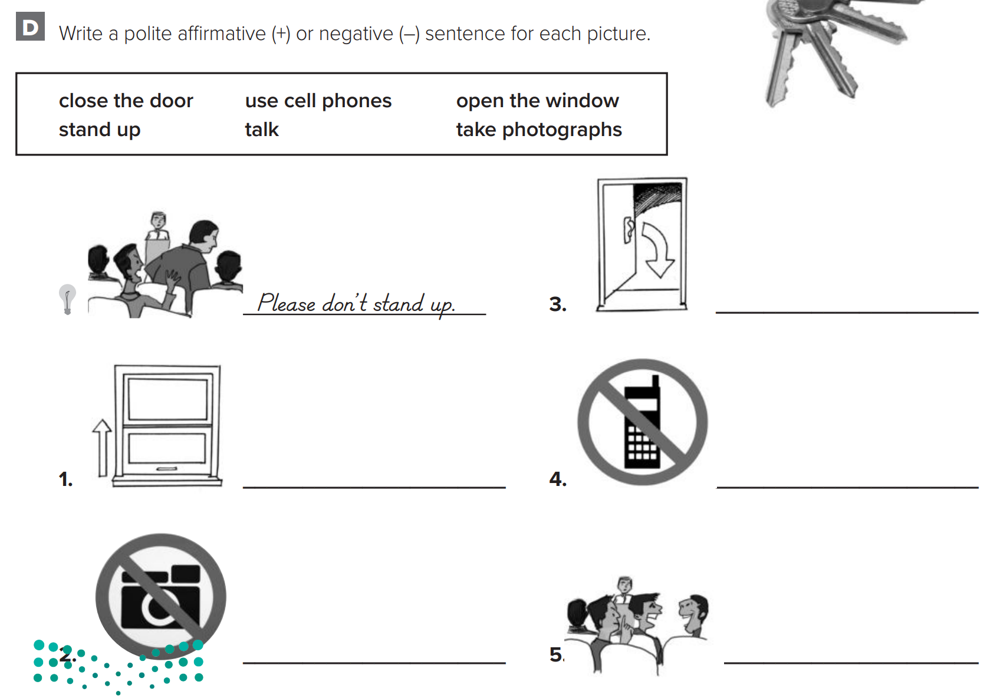 D Write a polite affirmative (+) or negative (–) sentence for each picture.
close the door use cell phones open the window
stand up talk take photographs
Please don't stand up.
3.
1.
4.
2.
5.